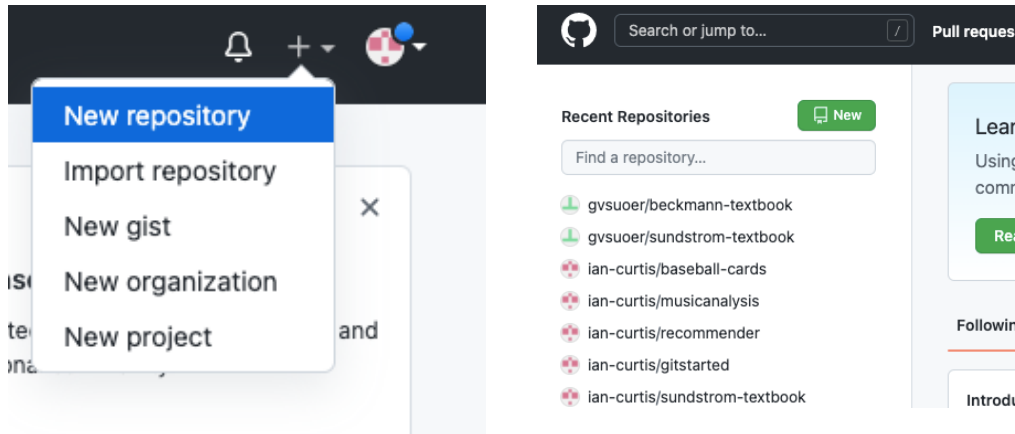 New repository
Import repository
New gist
New organization
New project
and
Search or jump to...
/
Pull reques
Recent Repositories
New
Find a repository...
gvsuoer/beckmann-textbook
gvsuoer/sundstrom-textbook
ian-curtis/baseball-cards
ian-curtis/musicanalysis
ian-curtis/recommender
ian-curtis/gitstarted
ian-curtis/sundstrom-textbook
Lear
Using
comm
Rea
Followin
Introdu